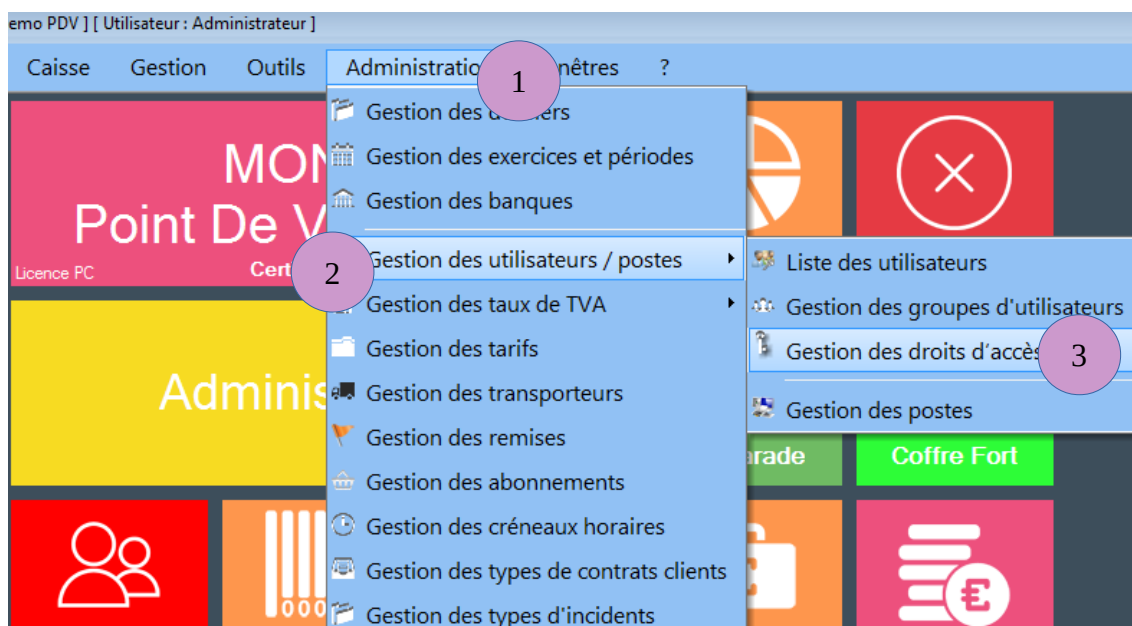 emo PDV ] [ Utilisateur : Administrateur ]
Caisse Gestion Outils Administratio nêtres ?
1
Gestion des d ers
MON
Gestion des exercices et périodes
Point De V
Gestion des banques
Licence PC Cert
2
Gestion des utilisateurs / postes
Liste des utilisateurs
Gestion des taux de TVA
Gestion des groupes d'utilisateurs
Gestion des tarifs
Gestion des droits d'accès
3
Adminis
Gestion des transporteurs
Gestion des postes
Gestion des remises
arade
Coffre Fort
Gestion des abonnements
Gestion des créneaux horaires
Gestion des types de contrats clients
000
Gestion des types d'incidents